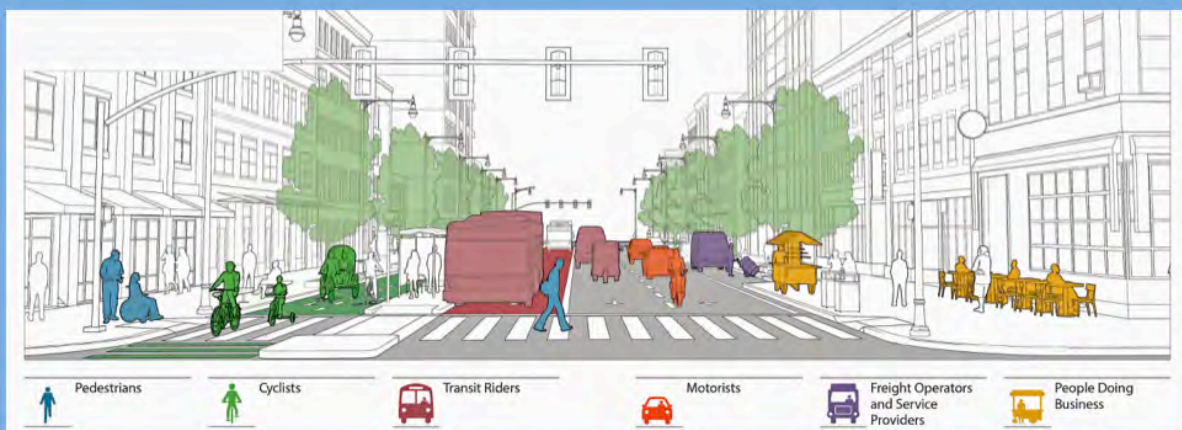 Pedestrians
Cyclists
Transit Riders
Motorists
Freight Operators
and Service
Providers
People Doing
Business